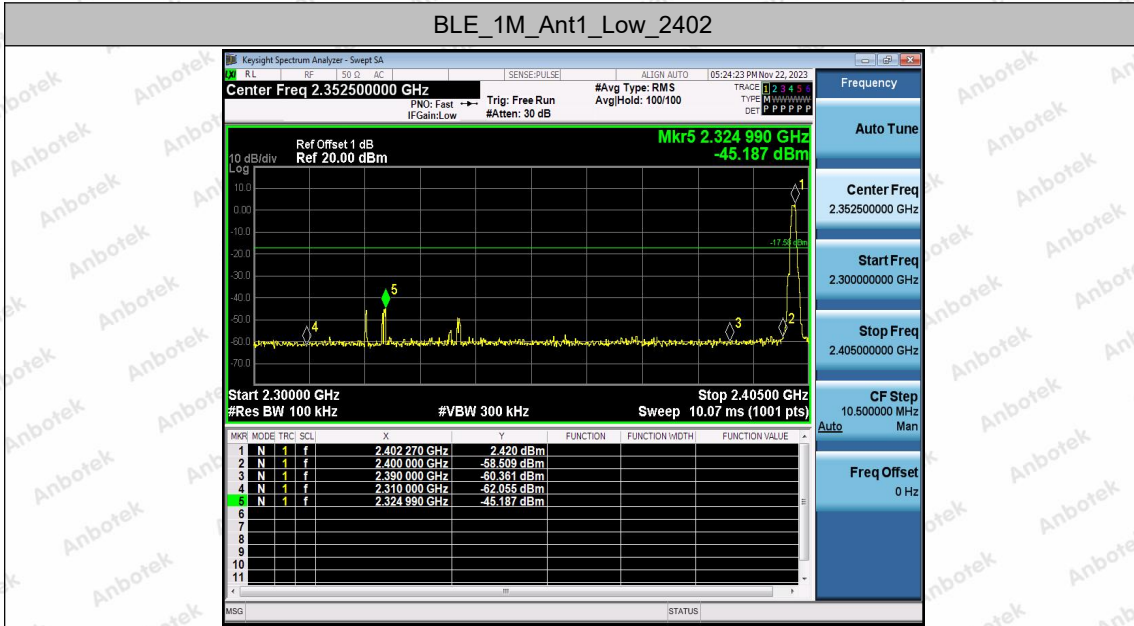 BLE_1M_Ant1_Low_2402
Keysight Spectrum Analyzer - Swept SA
RL RF 50 Ω AC SENSE:PULSE ALIGN AUTO 05:24:23 PM Nov 22, 2023
Center Freq 2.352500000 GHz
PNO: Fast
IFGain:Low
Trig: Free Run
#Atten: 30 dB
#Avg Type: RMS
Avg|Hold: 100/100
TRACE 1 2 3 4 5 6
TYPE M W W W W W
DET P P P P P P
Mkr5 2.324 990 GHz
-45.187 dBm
Ref Offset 1 dB
10 dB/div Ref 20.00 dBm
Log
10.0
0.00
-10.0
-20.0
-30.0
-40.0
-50.0
-60.0
-70.0
1
5
4
3
2
Start 2.30000 GHz Stop 2.40500 GHz
#Res BW 100 kHz #VBW 300 kHz Sweep 10.07 ms (1001 pts)
MKR MODE TRC SCL X Y FUNCTION FUNCTION WIDTH FUNCTION VALUE
1 N 1 f 2.402 270 GHz 2.420 dBm
2 N 1 f 2.400 000 GHz -58.509 dBm
3 N 1 f 2.390 000 GHz -60.361 dBm
4 N 1 f 2.310 000 GHz -62.055 dBm
5 N 1 f 2.324 990 GHz -45.187 dBm
6
7
8
9
10
11
MSG STATUS
Frequency
Auto Tune
Center Freq
2.352500000 GHz
Start Freq
2.300000000 GHz
Stop Freq
2.405000000 GHz
CF Step
10.500000 MHz
Auto Man
Freq Offset
0 Hz
Anbotek